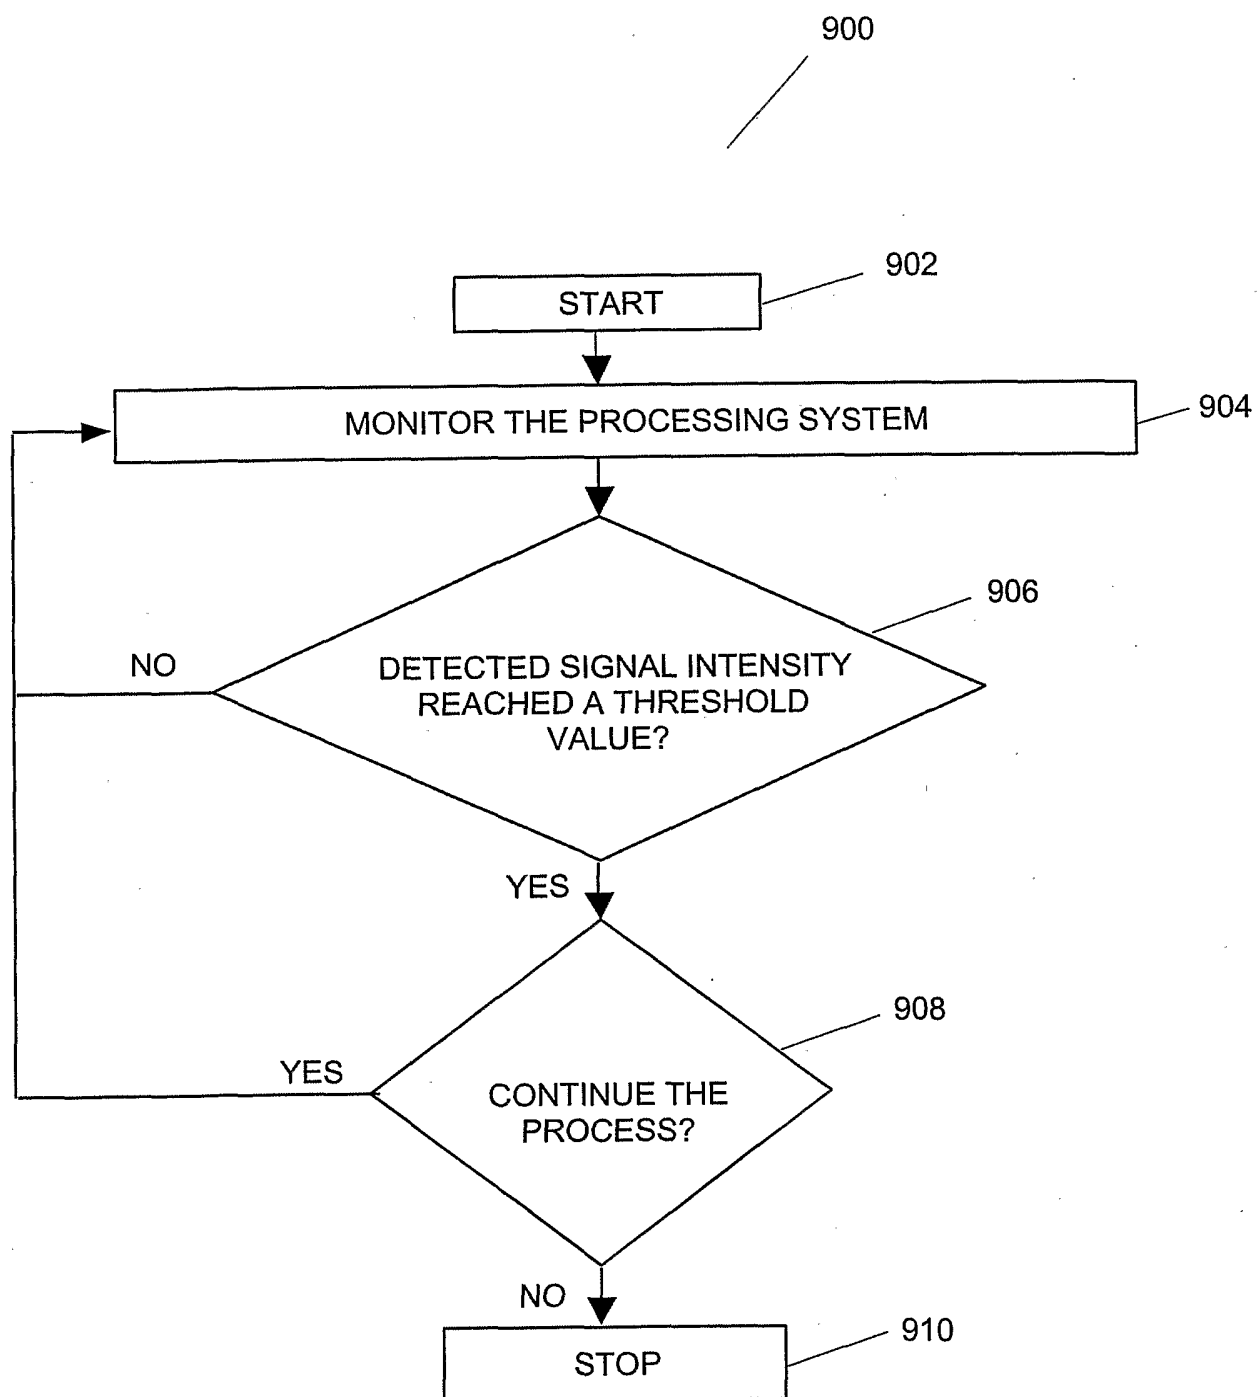 900
902
START
MONITOR THE PROCESSING SYSTEM
904
906
NO
DETECTED SIGNAL INTENSITY
REACHED A THRESHOLD
VALUE?
YES
908
YES
CONTINUE THE
PROCESS?
NO
910
STOP